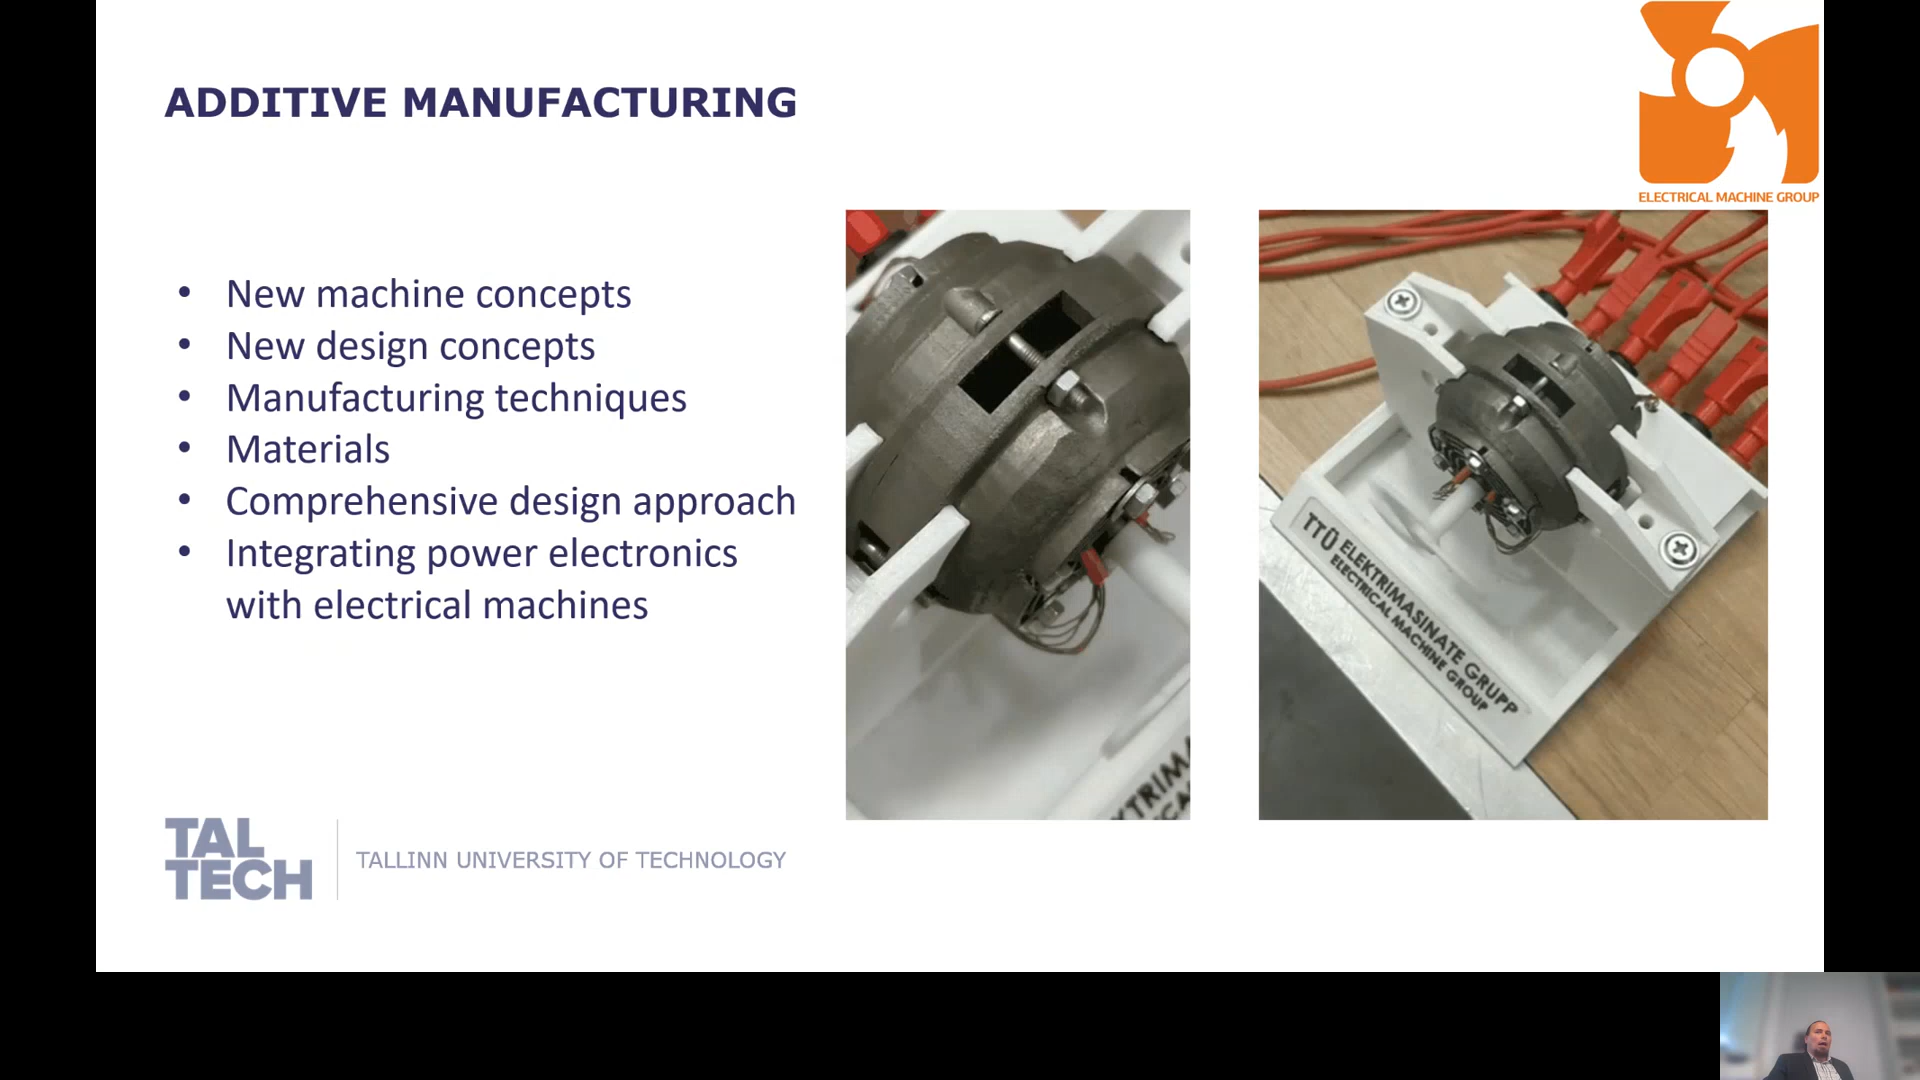 ADDITIVE MANUFACTURING
ELECTRICAL MACHINE GROUP
• New machine concepts
• New design concepts
• Manufacturing techniques
• Materials
• Comprehensive design approach
• Integrating power electronics
with electrical machines
TTÜ ELEKTRIMASINATE GRUPP
ELECTRICAL MACHINE GROUP
TAL
TECH
TALLINN UNIVERSITY OF TECHNOLOGY